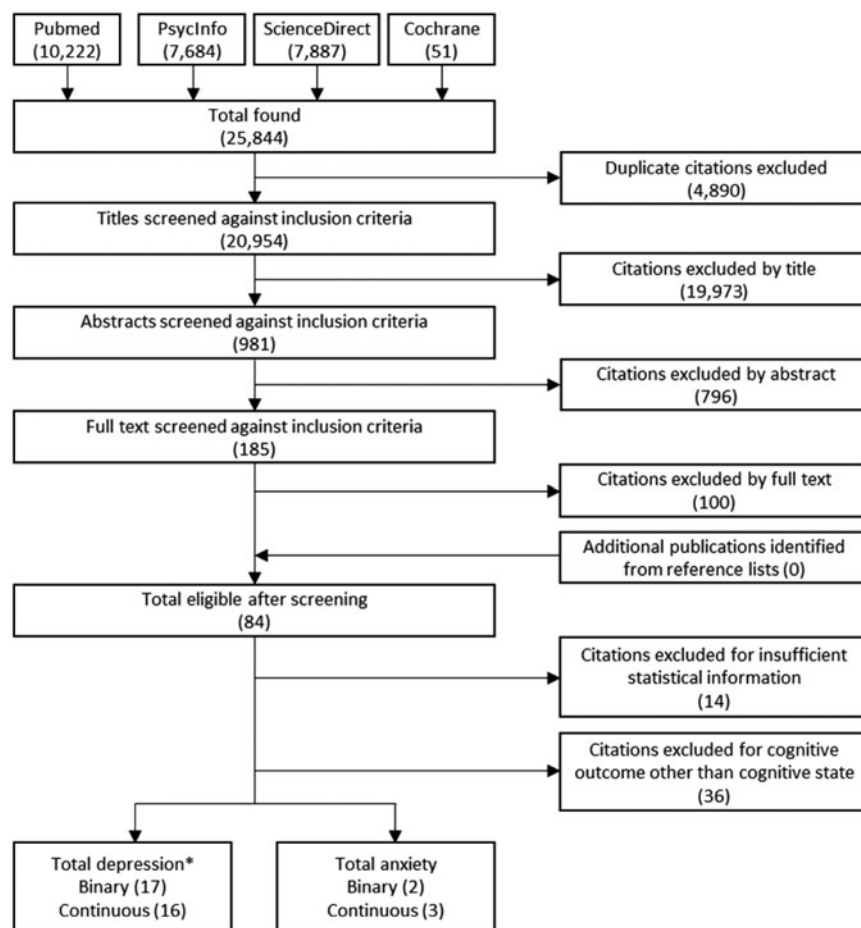 Pubmed
(10,222)
PsycInfo
(7,684)
ScienceDirect
(7,887)
Cochrane
(51)
Total found
(25,844)
Duplicate citations excluded
(4,890)
Titles screened against inclusion criteria
(20,954)
Citations excluded by title
(19,973)
Abstracts screened against inclusion criteria
(981)
Citations excluded by abstract
(796)
Full text screened against inclusion criteria
(185)
Citations excluded by full text
(100)
Additional publications identified
from reference lists (0)
Total eligible after screening
(84)
Citations excluded for insufficient
statistical information
(14)
Citations excluded for cognitive
outcome other than cognitive state
(36)
Total depression*
Binary (17)
Continuous (16)
Total anxiety
Binary (2)
Continuous (3)